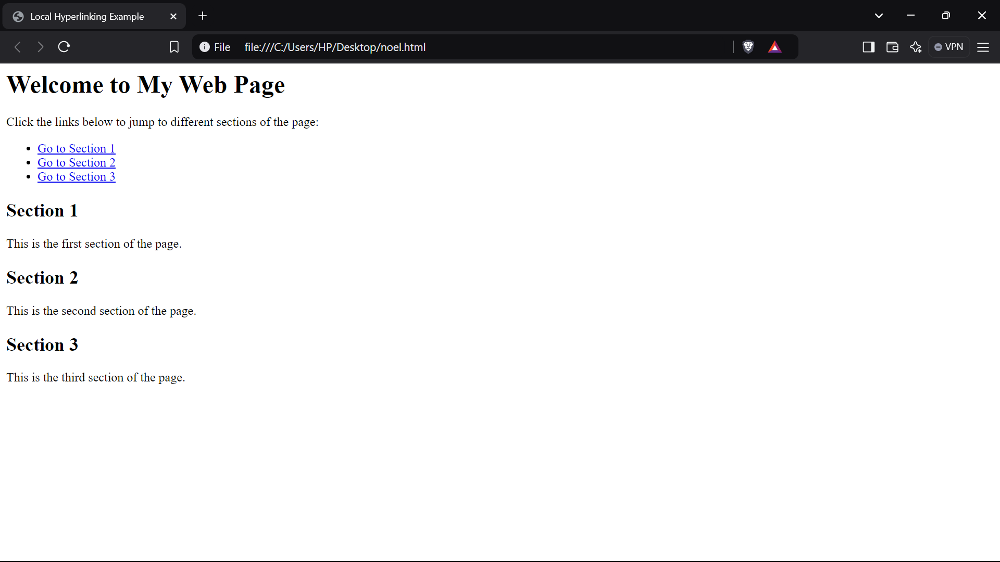 Local Hyperlinking Example
File file:///C:/Users/HP/Desktop/noel.html
VPN
Welcome to My Web Page
Click the links below to jump to different sections of the page:
Go to Section 1
Go to Section 2
Go to Section 3
Section 1
This is the first section of the page.
Section 2
This is the second section of the page.
Section 3
This is the third section of the page.